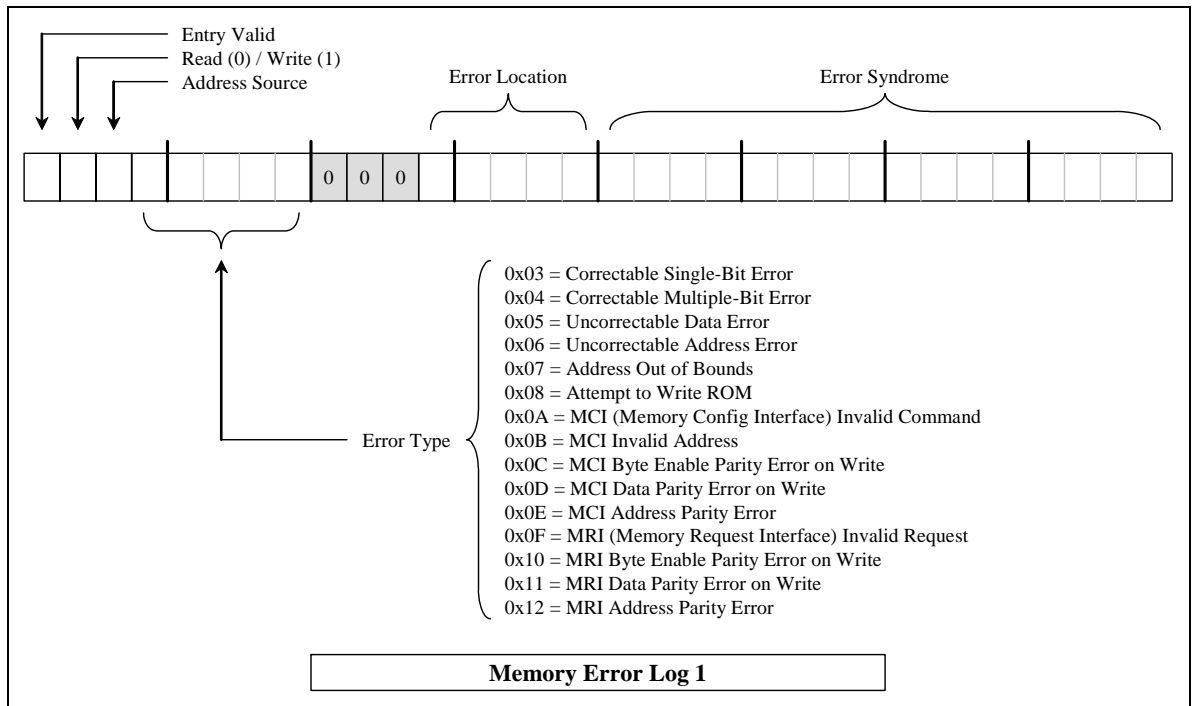 Entry Valid
Read (0) / Write (1)
Address Source
Error Location
Error Syndrome
0 0 0
0x03 = Correctable Single-Bit Error
0x04 = Correctable Multiple-Bit Error
0x05 = Uncorrectable Data Error
0x06 = Uncorrectable Address Error
0x07 = Address Out of Bounds
0x08 = Attempt to Write ROM
0x0A = MCI (Memory Config Interface) Invalid Command
Error Type
0x0B = MCI Invalid Address
0x0C = MCI Byte Enable Parity Error on Write
0x0D = MCI Data Parity Error on Write
0x0E = MCI Address Parity Error
0x0F = MRI (Memory Request Interface) Invalid Request
0x10 = MRI Byte Enable Parity Error on Write
0x11 = MRI Data Parity Error on Write
0x12 = MRI Address Parity Error
Memory Error Log 1